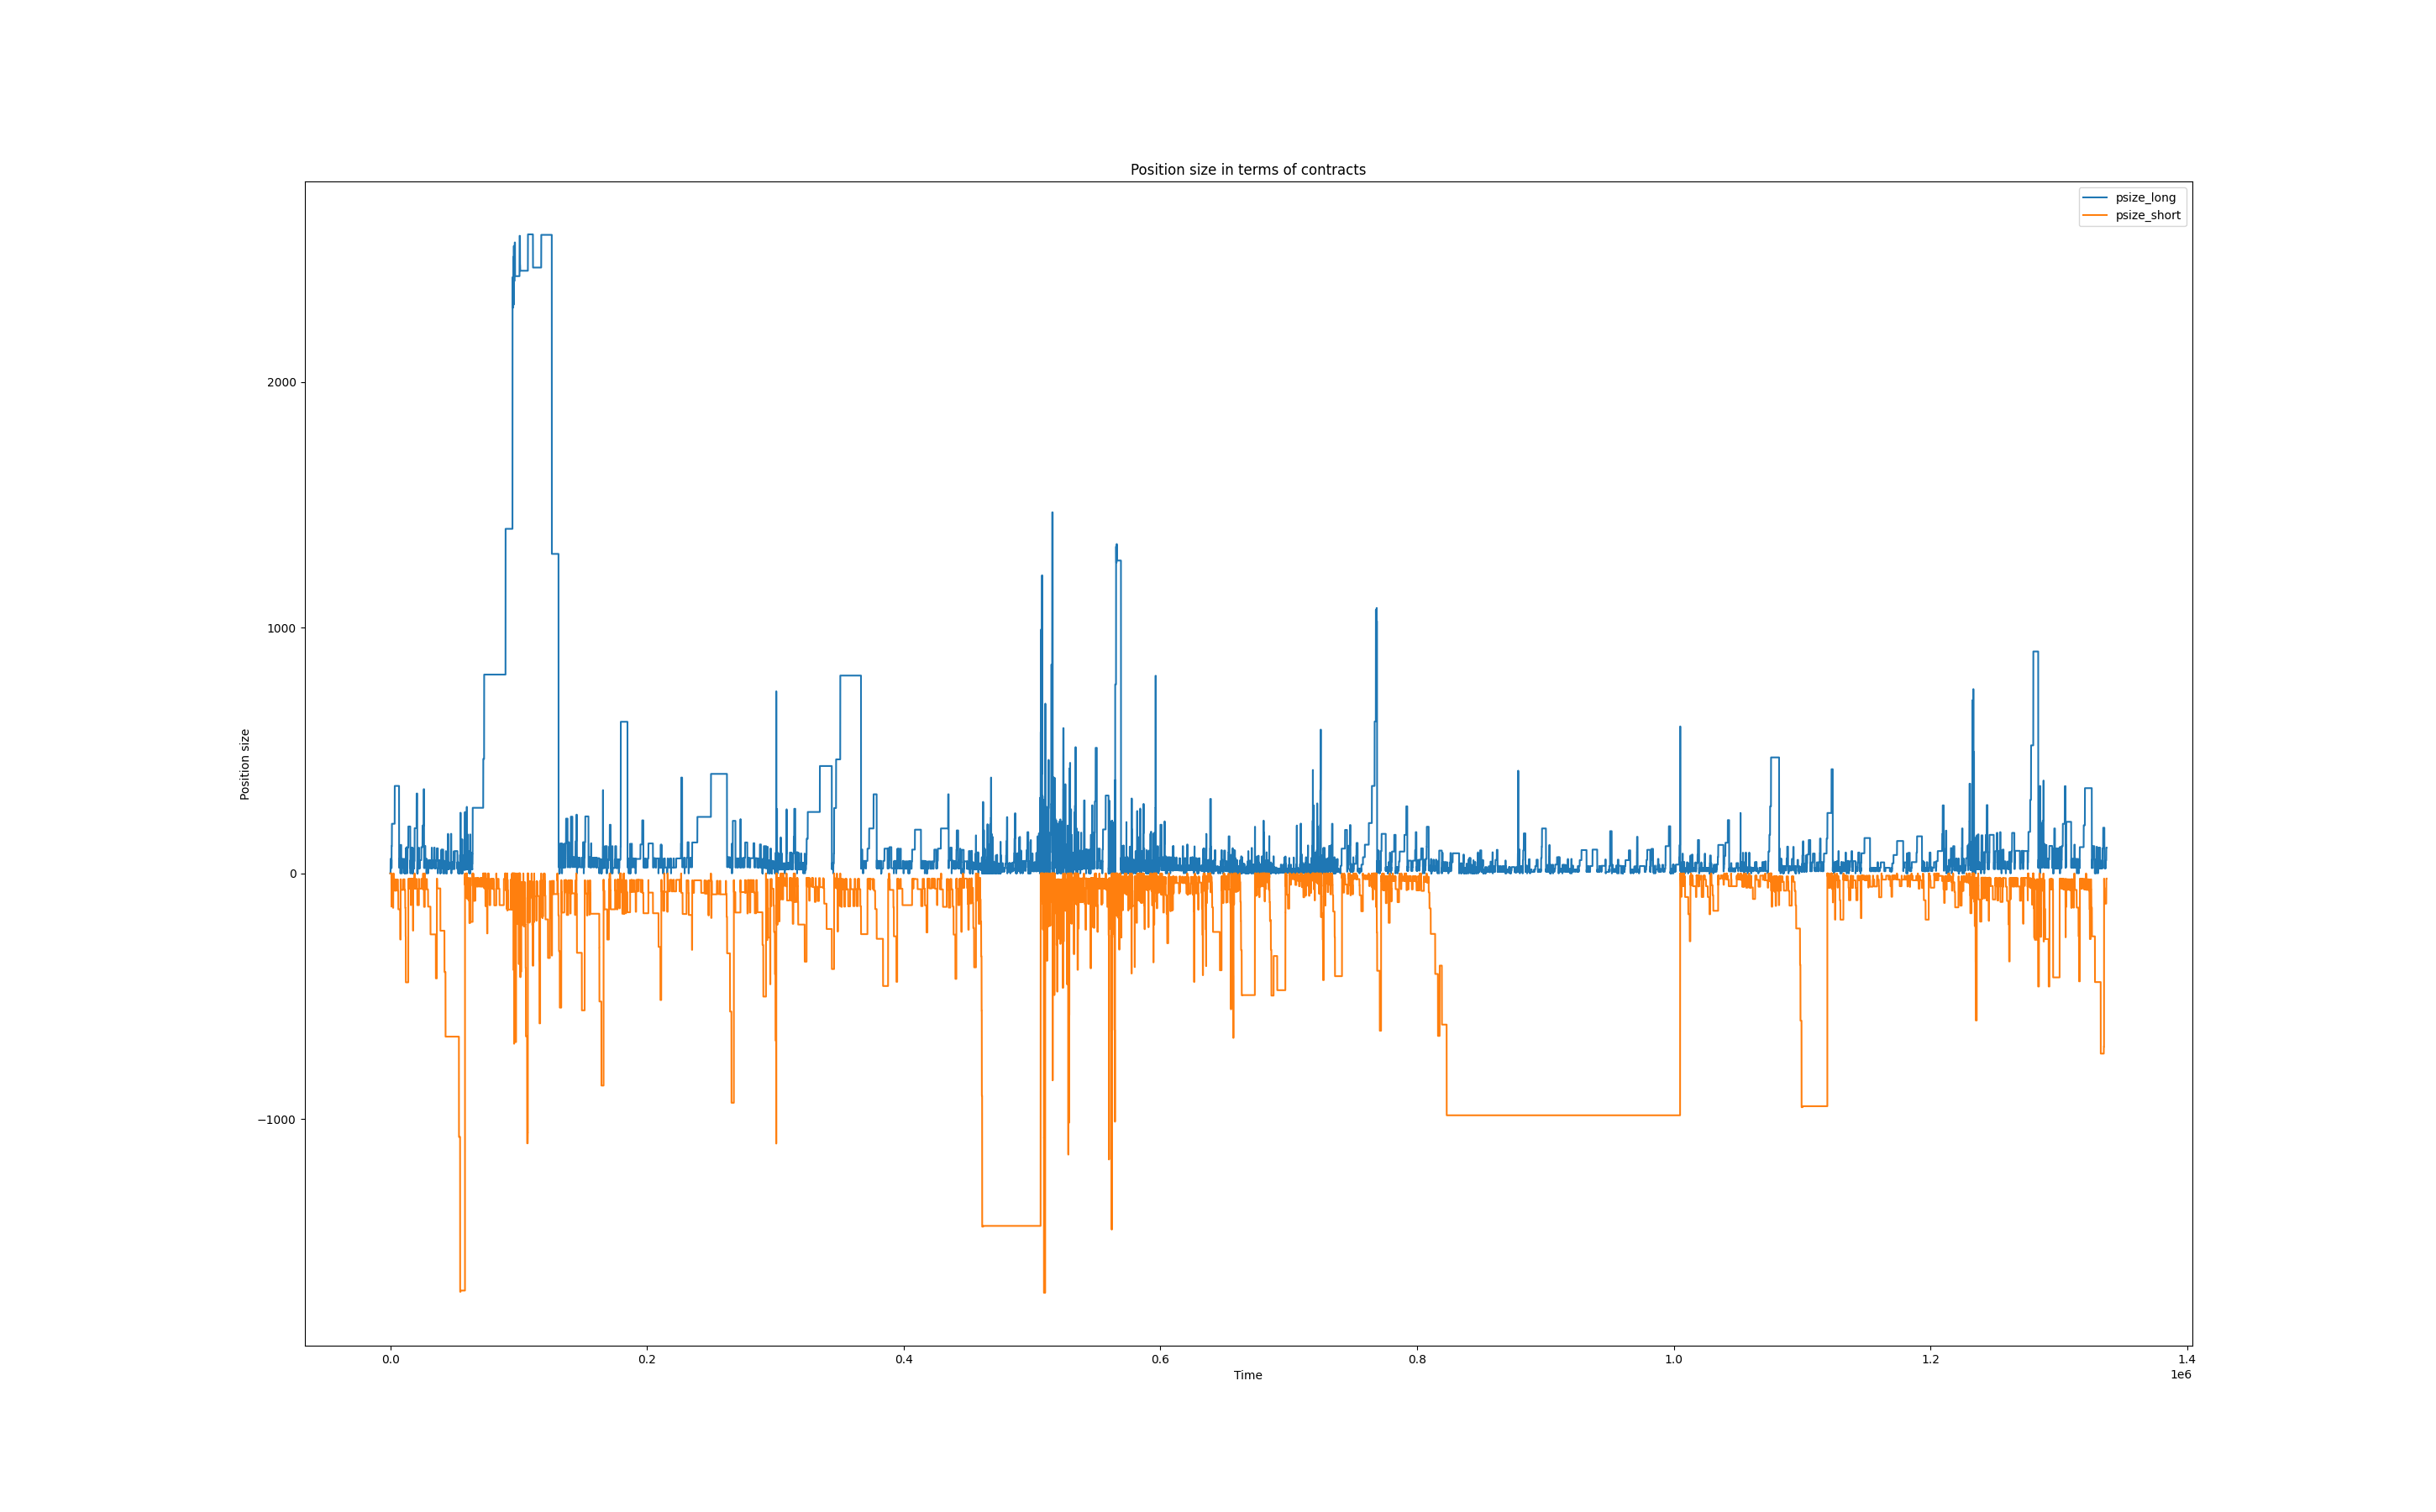 Position size in terms of contracts
psize_long
psize_short
Position size
2000
1000
0
−1000
0.0
0.2
0.4
0.6
0.8
1.0
1.2
1.4
Time
1e6